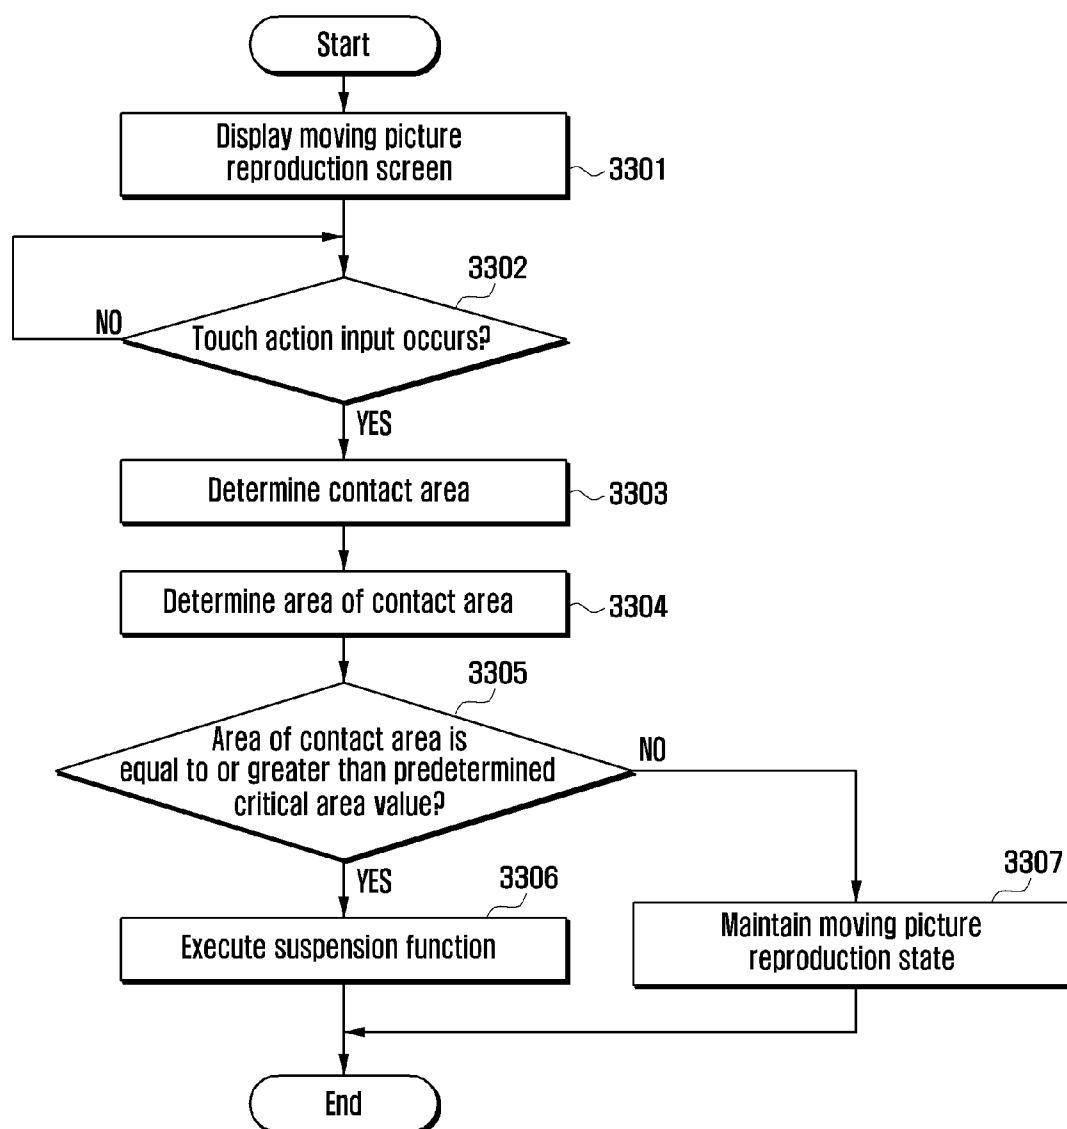 Start
Display moving picture
reproduction screen
3301
3302
NO
Touch action input occurs?
YES
Determine contact area
3303
Determine area of contact area
3304
3305
Area of contact area is
equal to or greater than predetermined
critical area value?
NO
YES
3306
3307
Execute suspension function
Maintain moving picture
reproduction state
End